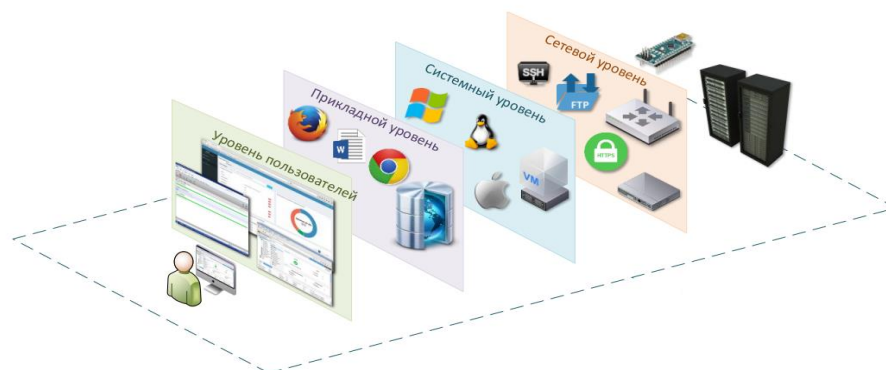 Уровень пользователей
Прикладной уровень
W
Системный уровень
VM
Сетевой уровень
SSH
FTP
HTTPS